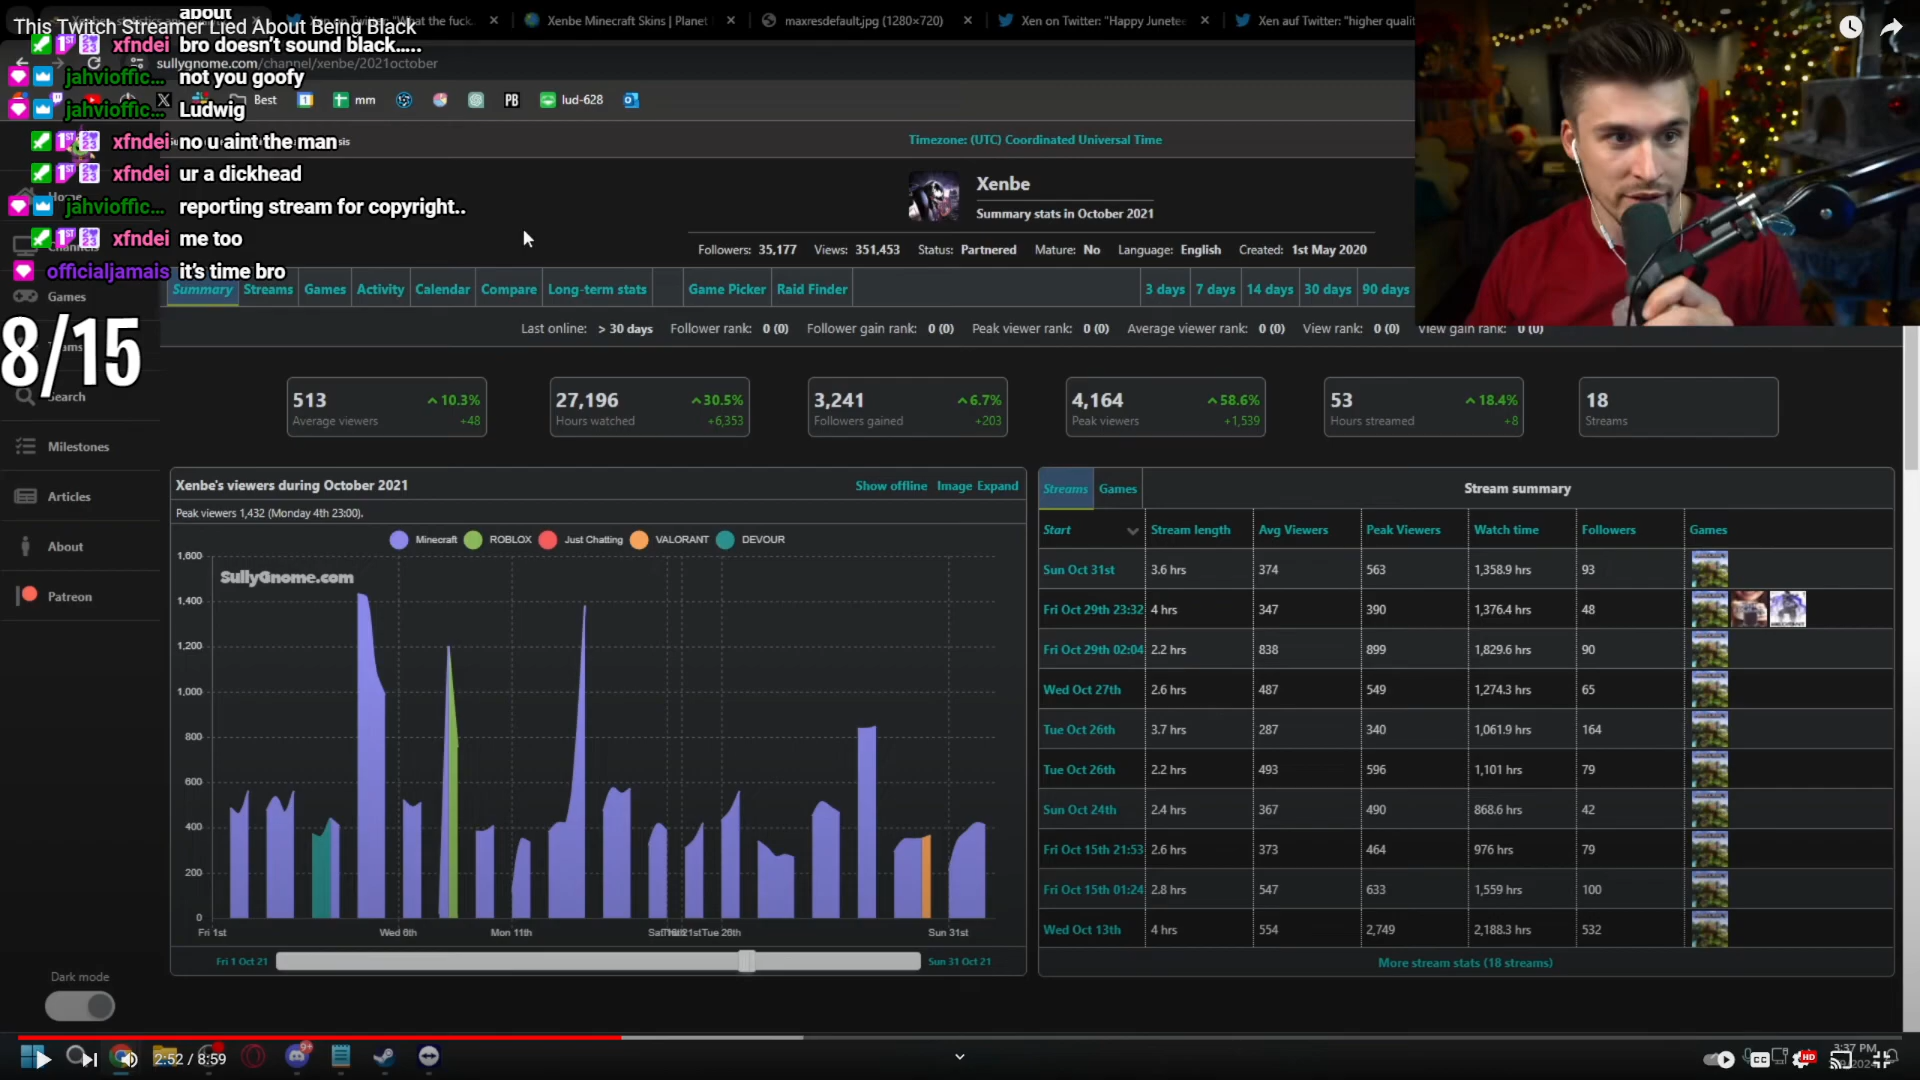 about
This Twitch Streamer Lied About Being Black
Xen on Twitter: "What the fuck
Xenbe Minecraft Skins | Planet
maxresdefault.jpg (1280×720)
Xen on Twitter: "Happy Junete
Xen auf Twitter: "higher qualit
xfndei bro doesn't sound black.....
sullygnome.com/channel/xenbe/2021october
jahvioffic... not you goofy
Best
mm
PB
lud-628
jahvioffic... Ludwig
xfndei no u aint the man
Timezone: (UTC) Coordinated Universal Time
xfndei ur a dickhead
Xenbe
Summary stats in October 2021
Home
jahvioffic... reporting stream for copyright..
xfndei me too
Channels
Followers: 35,177 Views: 351,453 Status: Partnered Mature: No Language: English Created: 1st May 2020
officialjamais it's time bro
Summary Streams Games Activity Calendar Compare Long-term stats Game Picker Raid Finder 3 days 7 days 14 days 30 days 90 days
Games
Last online: > 30 days Follower rank: 0 (0) Follower gain rank: 0 (0) Peak viewer rank: 0 (0) Average viewer rank: 0 (0) View rank: 0 (0) View gain rank: 0 (0)
8/15
Search
Milestones
Articles
About
Patreon
513 10.3%
Average viewers +48
27,196 30.5%
Hours watched +6,353
3,241 6.7%
Followers gained +203
4,164 58.6%
Peak viewers +1,539
53 18.4%
Hours streamed +8
18
Streams
Xenbe's viewers during October 2021 Show offline Image Expand
Peak viewers 1,432 (Monday 4th 23:00).
Minecraft ROBLOX Just Chatting VALORANT DEVOUR
SullyGnome.com
1,600
1,400
1,200
1,000
800
600
400
200
0
Fri 1st Wed 6th Mon 11th Tue 26th Sun 31st
Fri 1 Oct 21 Sun 31 Oct 21
Streams Games Stream summary
Start Stream length Avg Viewers Peak Viewers Watch time Followers Games
Sun Oct 31st 3.6 hrs 374 563 1,358.9 hrs 93
Fri Oct 29th 23:32 4 hrs 347 390 1,376.4 hrs 48
Fri Oct 29th 02:04 2.2 hrs 838 899 1,829.6 hrs 90
Wed Oct 27th 2.6 hrs 487 549 1,274.3 hrs 65
Tue Oct 26th 3.7 hrs 287 340 1,061.9 hrs 164
Tue Oct 26th 2.2 hrs 493 596 1,101 hrs 79
Sun Oct 24th 2.4 hrs 367 490 868.6 hrs 42
Fri Oct 15th 21:53 2.6 hrs 373 464 976 hrs 79
Fri Oct 15th 01:24 2.8 hrs 547 633 1,559 hrs 100
Wed Oct 13th 4 hrs 554 2,749 2,188.3 hrs 532
More stream stats (18 streams)
Dark mode
2:52 / 8:59
CC
HD
3:37 PM